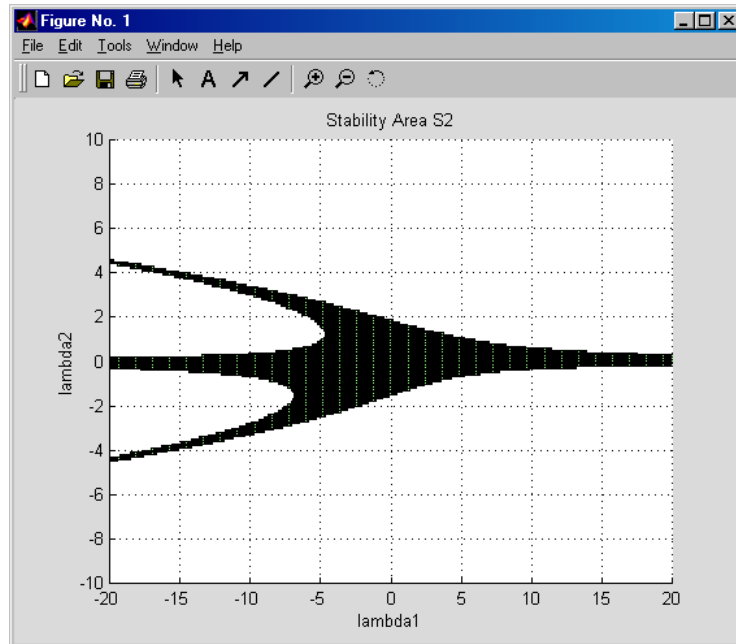 Figure No. 1
File Edit Tools Window Help
A
Stability Area S2
10
8
6
4
2
0
-2
-4
-6
-8
-10
lambda2
-20 -15 -10 -5 0 5 10 15 20
lambda1